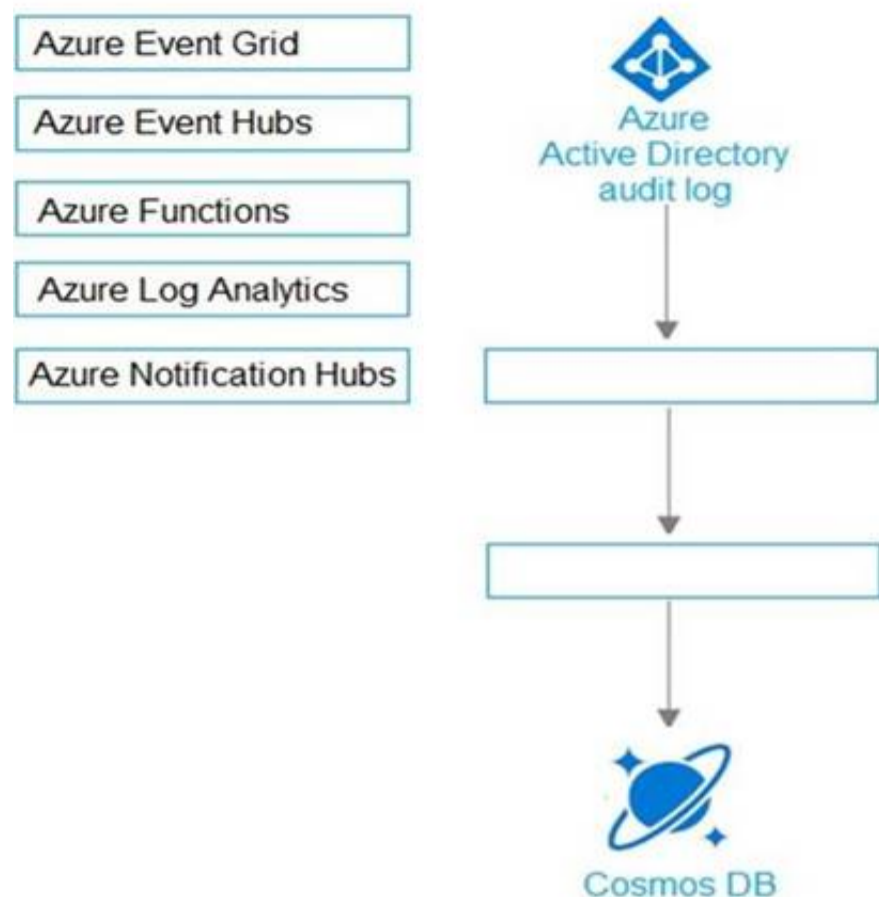 Azure Event Grid
Azure Event Hubs
Azure Functions
Azure Log Analytics
Azure Notification Hubs
Azure
Active Directory
audit log
Cosmos DB